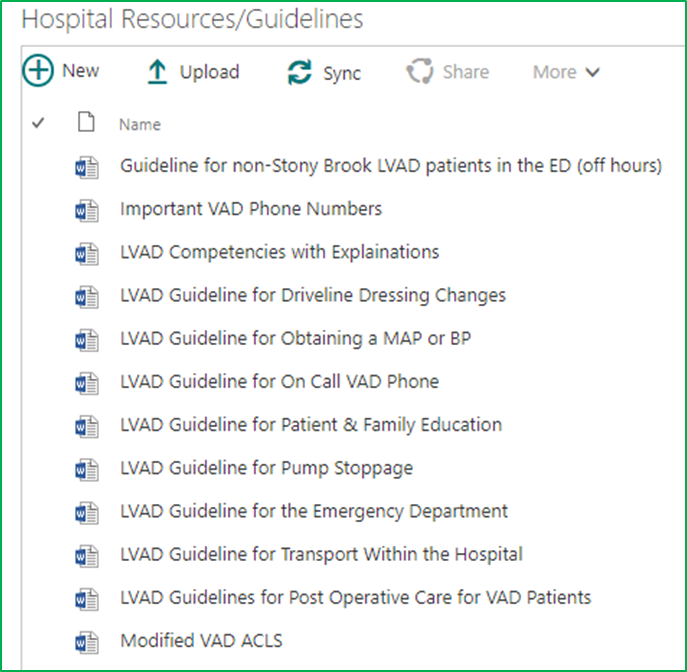 Hospital Resources/Guidelines
New Upload Sync Share More
Name
Guideline for non-Stony Brook LVAD patients in the ED (off hours)
Important VAD Phone Numbers
LVAD Competencies with Explainations
LVAD Guideline for Driveline Dressing Changes
LVAD Guideline for Obtaining a MAP or BP
LVAD Guideline for On Call VAD Phone
LVAD Guideline for Patient & Family Education
LVAD Guideline for Pump Stoppage
LVAD Guideline for the Emergency Department
LVAD Guideline for Transport Within the Hospital
LVAD Guidelines for Post Operative Care for VAD Patients
Modified VAD ACLS